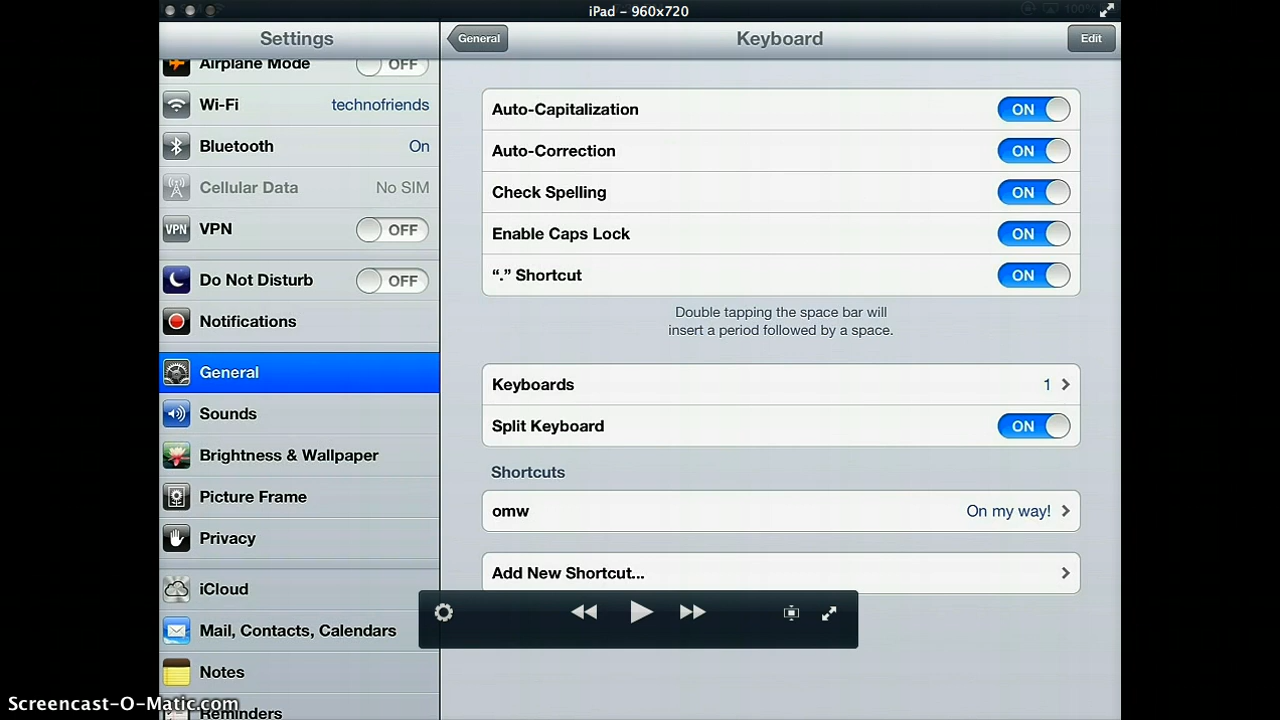 iPad – 960x720
Settings
General
Keyboard
Edit
Airplane Mode OFF
Wi-Fi technofriends
Bluetooth On
Cellular Data No SIM
VPN VPN OFF
Do Not Disturb OFF
Notifications
General
Sounds
Brightness & Wallpaper
Picture Frame
Privacy
iCloud
Mail, Contacts, Calendars
Notes
Reminders
Auto-Capitalization ON
Auto-Correction ON
Check Spelling ON
Enable Caps Lock ON
“.” Shortcut ON
Double tapping the space bar will
insert a period followed by a space.
Keyboards 1
Split Keyboard ON
Shortcuts
omw On my way!
Add New Shortcut...
100%
Screencast-O-Matic.com